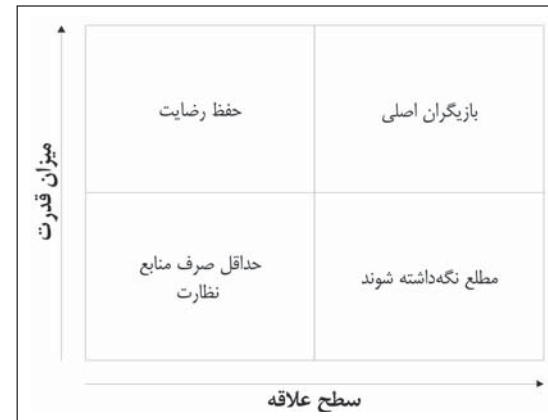 بازیگران اصلی
حفظ رضایت
میزان قدرت
مطلع نگه‌داشته شوند
حداقل صرف منابع
نظارت
سطح علاقه